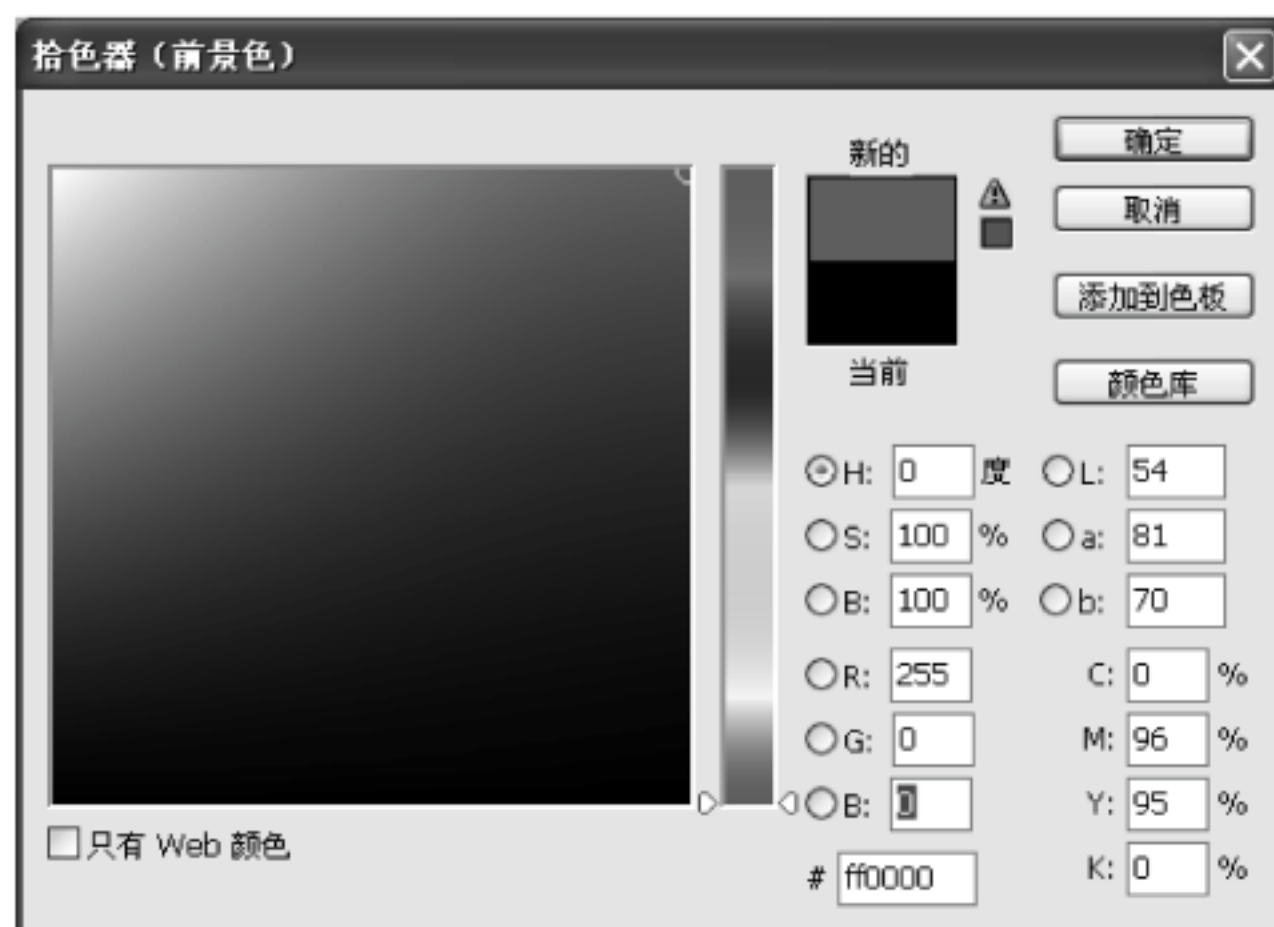 拾色器（前景色）
新的
确定
取消
添加到色板
当前
颜色库
H: 0 度 L: 54
S: 100 % a: 81
B: 100 % b: 70
R: 255 C: 0 %
G: 0 M: 96 %
B: 0 Y: 95 %
只有 Web 颜色
# ff0000 K: 0 %